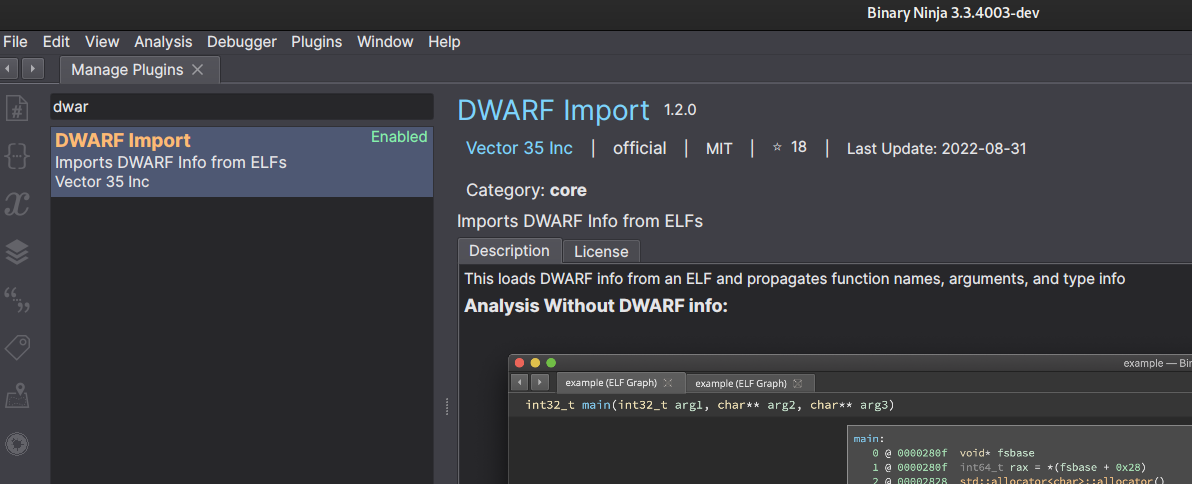 Binary Ninja 3.3.4003-dev
File Edit View Analysis Debugger Plugins Window Help
Manage Plugins
dwar
DWARF Import Enabled
Imports DWARF Info from ELFs
Vector 35 Inc
DWARF Import 1.2.0
Vector 35 Inc | official | MIT | ☆ 18 | Last Update: 2022-08-31
Category: core
Imports DWARF Info from ELFs
Description License
This loads DWARF info from an ELF and propagates function names, arguments, and type info
Analysis Without DWARF info:
example — Bi
example (ELF Graph) example (ELF Graph)
int32_t main(int32_t arg1, char** arg2, char** arg3)
main:
0 @ 0000280f void* fsbase
1 @ 0000280f int64_t rax = *(fsbase + 0x28)
2 @ 00002828 std::allocator<char>::allocator()